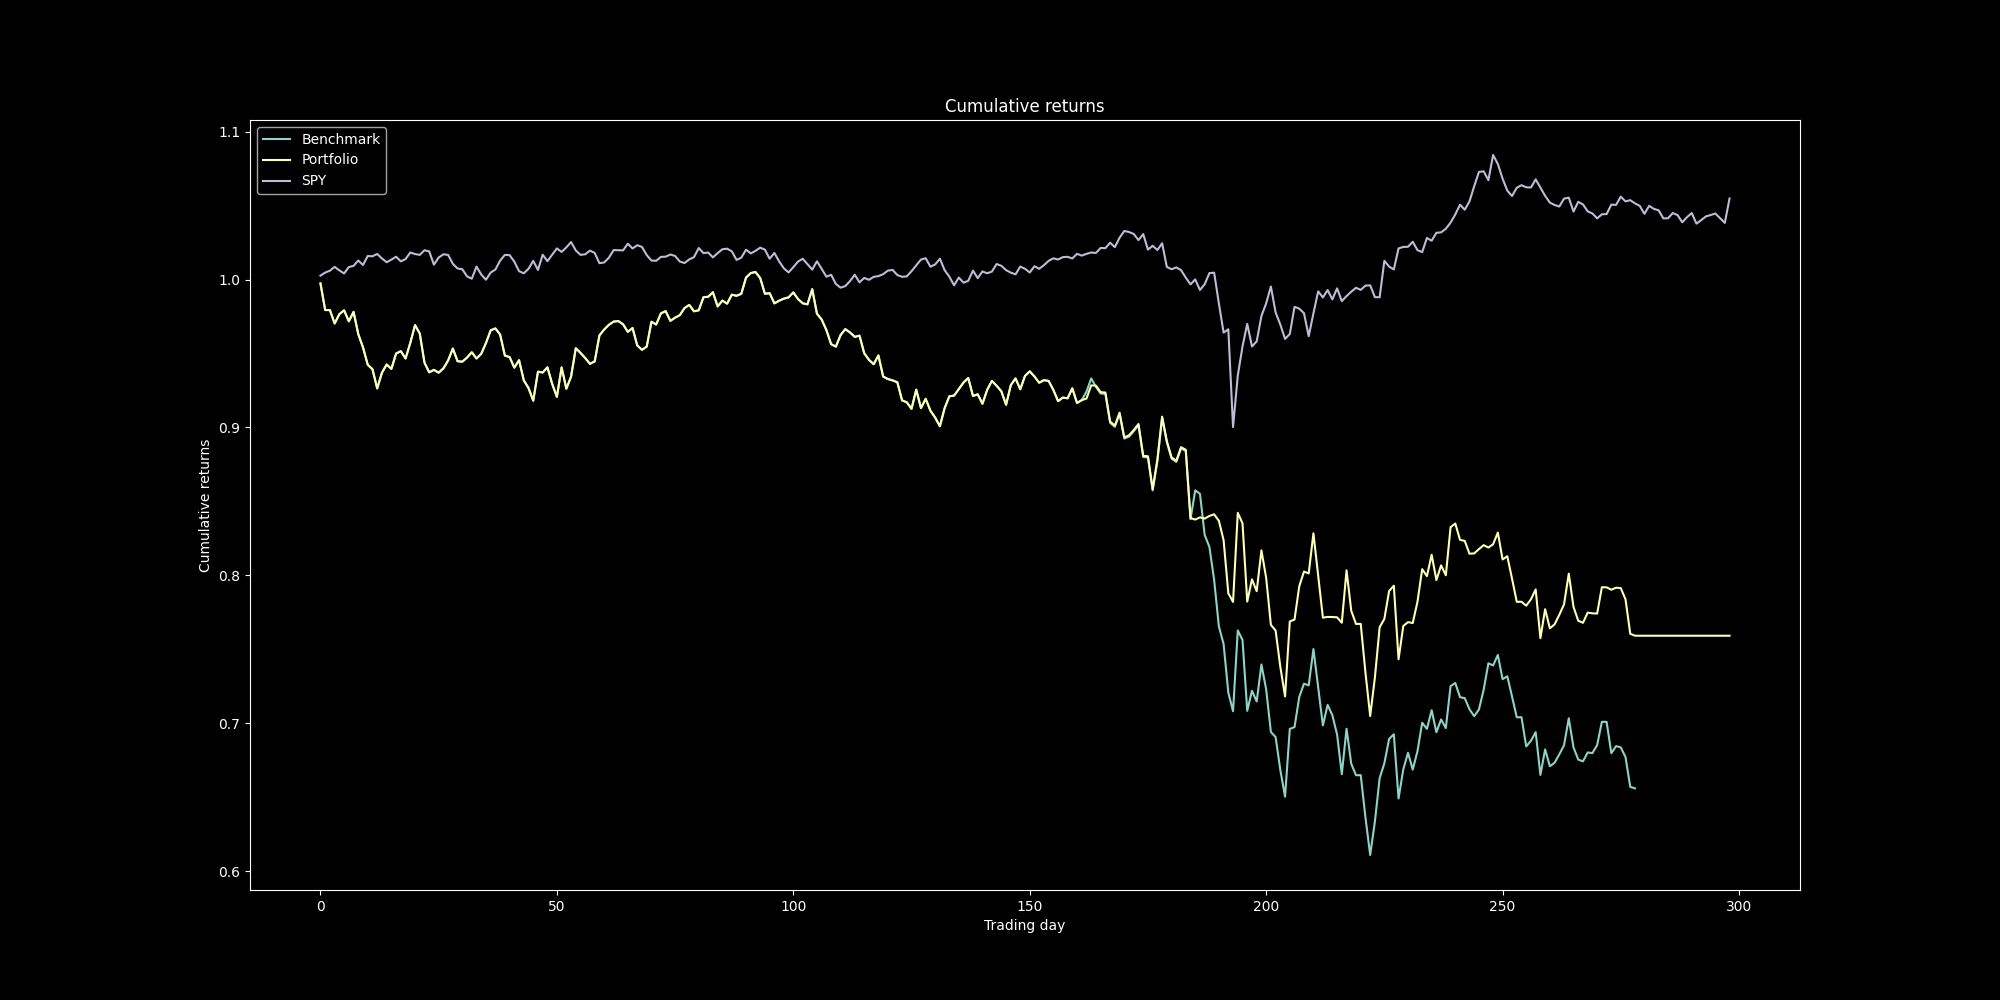 Cumulative returns
Benchmark
Portfolio
SPY
1.1
1.0
0.9
0.8
0.7
0.6
Cumulative returns
0 50 100 150 200 250 300
Trading day